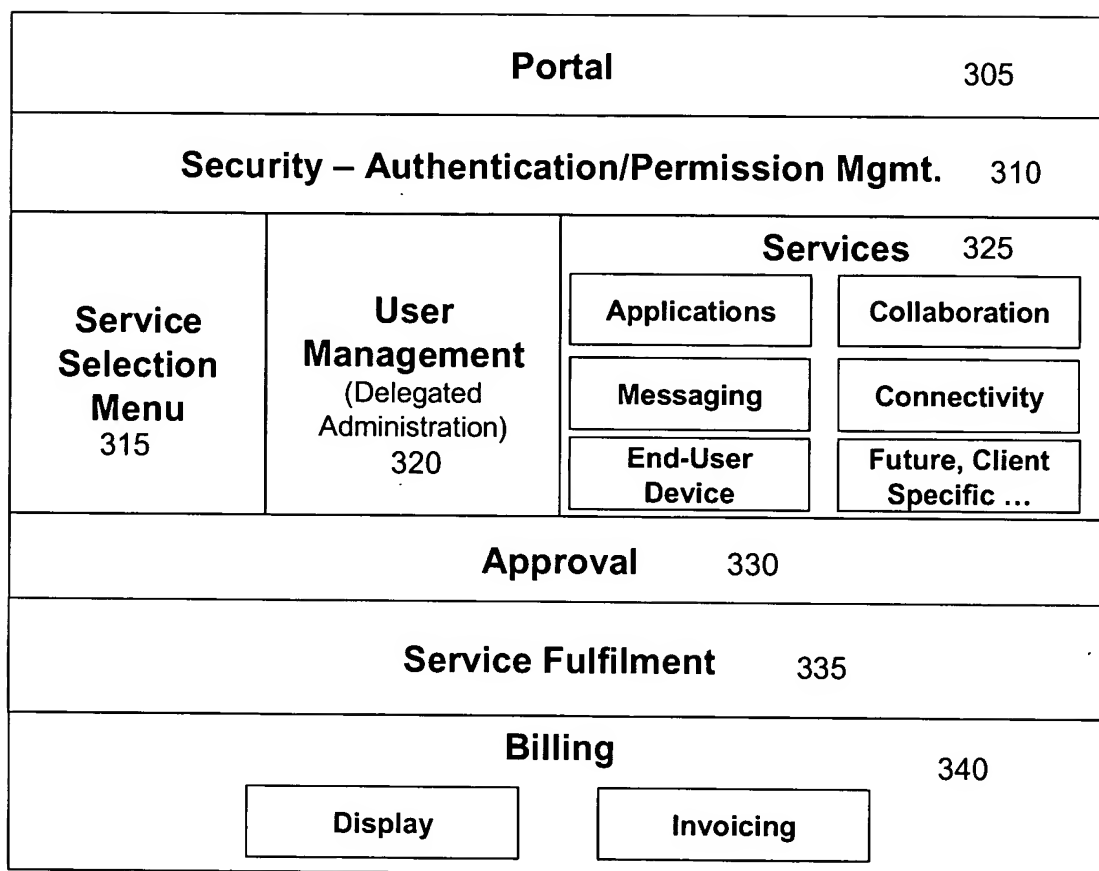 Portal 305
Security – Authentication/Permission Mgmt. 310
Service
Selection
Menu
315
User
Management
(Delegated
Administration)
320
Services 325
Applications
Collaboration
Messaging
Connectivity
End-User
Device
Future, Client
Specific ...
Approval 330
Service Fulfilment 335
Billing
340
Display
Invoicing